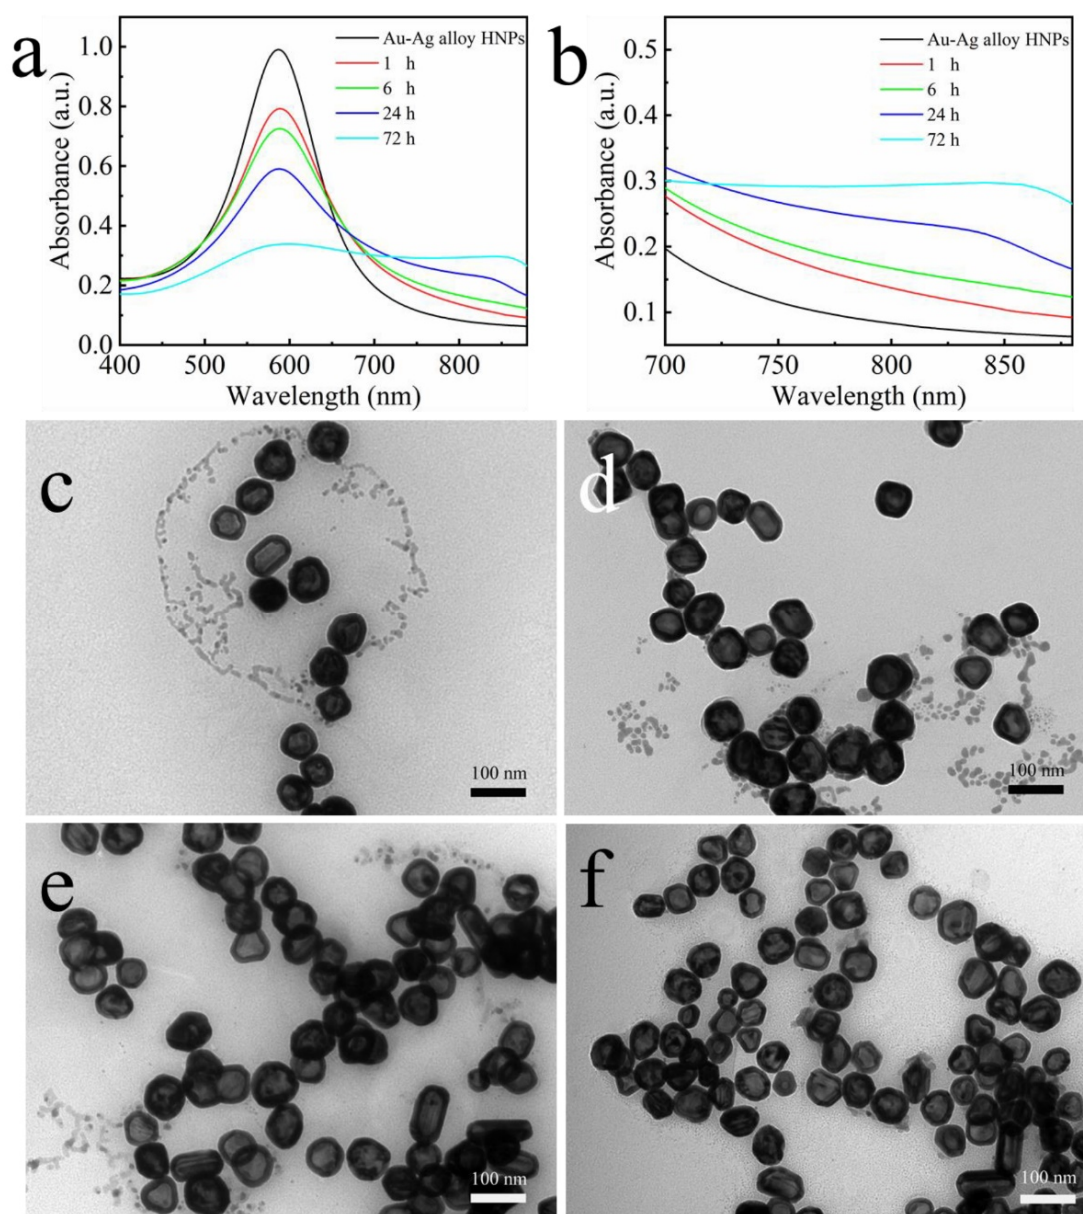 a
1.0
0.8
0.6
0.4
0.2
0.0
Absorbance (a.u.)
400 500 600 700 800
Wavelength (nm)
Au-Ag alloy HNPs
1 h
6 h
24 h
72 h
b
0.5
0.4
0.3
0.2
0.1
Absorbance (a.u.)
700 750 800 850
Wavelength (nm)
Au-Ag alloy HNPs
1 h
6 h
24 h
72 h
c
100 nm
d
100 nm
e
100 nm
f
100 nm